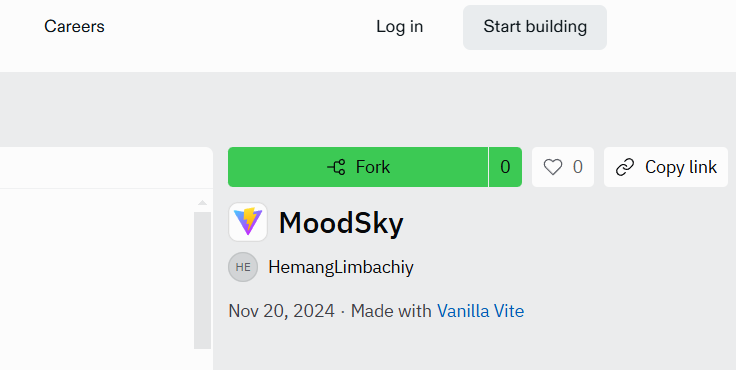 Careers Log in Start building
Fork 0 0 Copy link
MoodSky
HE HemangLimbachiy
Nov 20, 2024 · Made with Vanilla Vite